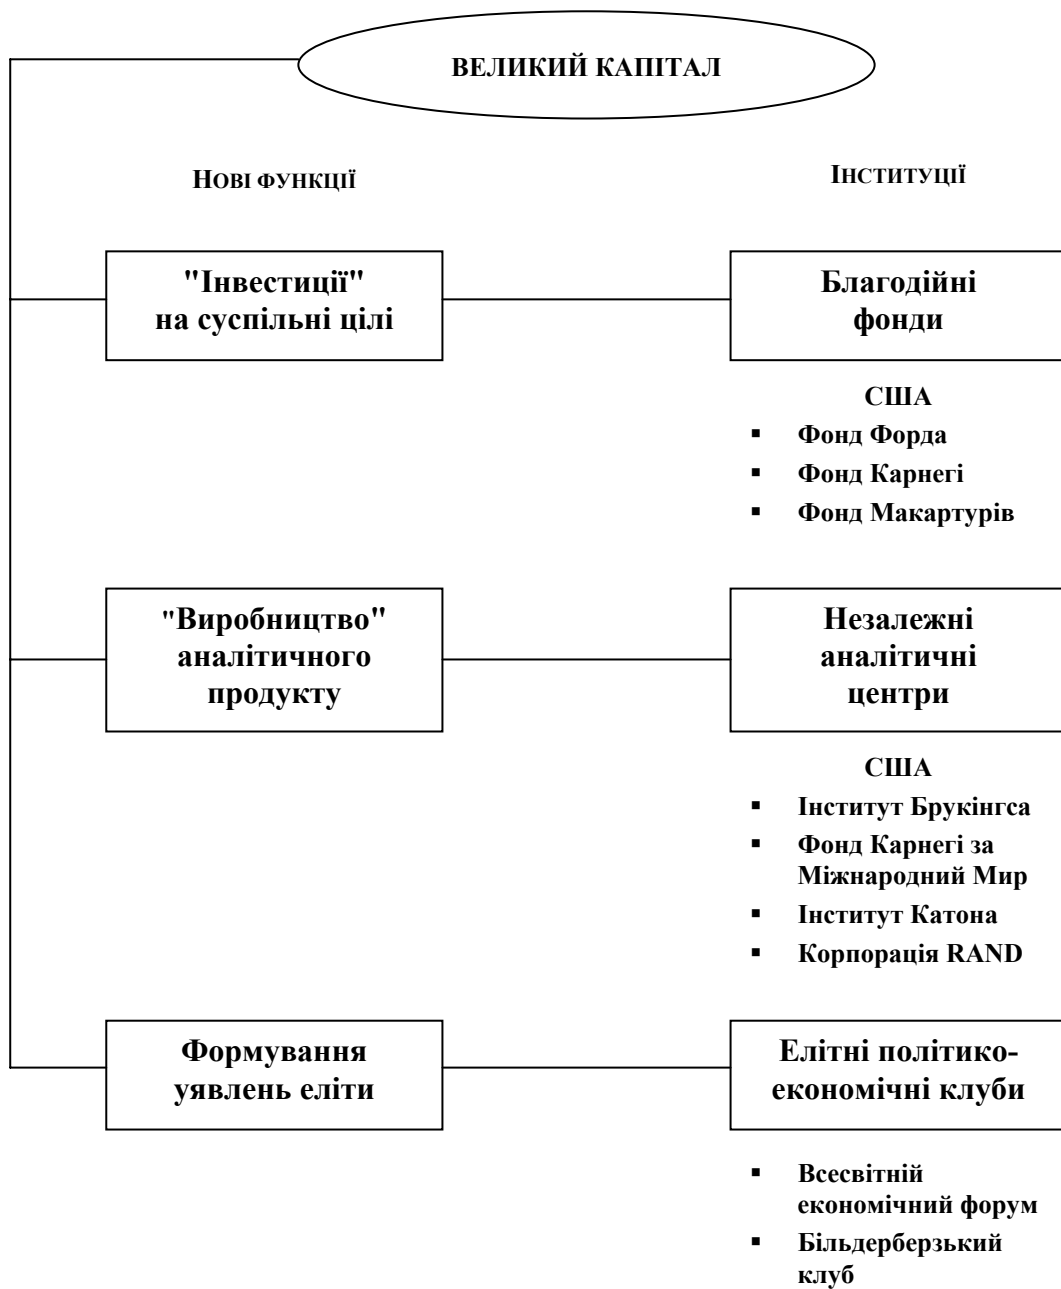 ВЕЛИКИЙ КАПІТАЛ
НОВІ ФУНКЦІЇ
ІНСТИТУЦІЇ
"Інвестиції"
на суспільні цілі
Благодійні
фонди
США
▪ Фонд Форда
▪ Фонд Карнегі
▪ Фонд Макартурів
"Виробництво"
аналітичного
продукту
Незалежні
аналітичні
центри
США
▪ Інститут Брукінгса
▪ Фонд Карнегі за
Міжнародний Мир
▪ Інститут Катона
▪ Корпорація RAND
Формування
уявлень еліти
Елітні політико-
економічні клуби
▪ Всесвітній
економічний форум
▪ Більдерберзький
клуб